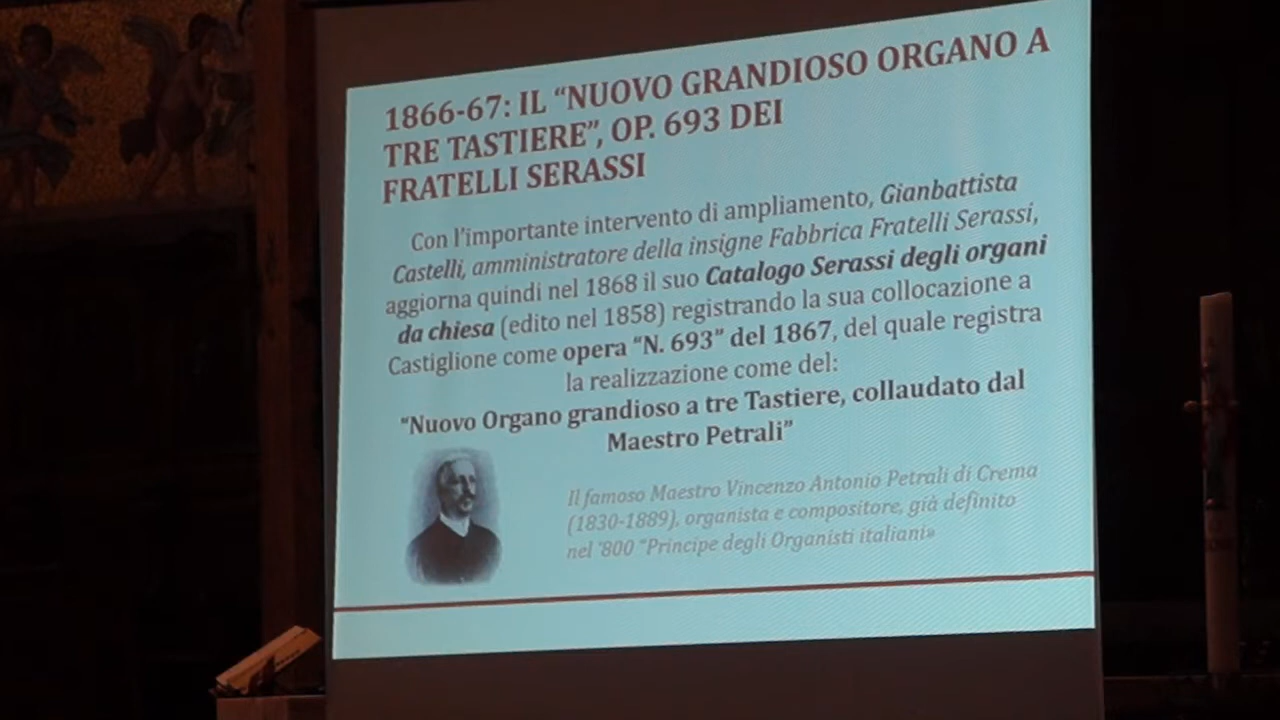 1866-67: IL “NUOVO GRANDIOSO ORGANO A
TRE TASTIERE”, OP. 693 DEI
FRATELLI SERASSI
Con l’importante intervento di ampliamento, Gianbattista
Castelli, amministratore della insigne Fabbrica Fratelli Serassi,
aggiorna quindi nel 1868 il suo Catalogo Serassi degli organi
da chiesa (edito nel 1858) registrando la sua collocazione a
Castiglione come opera “N. 693” del 1867, del quale registra
la realizzazione come del:
“Nuovo Organo grandioso a tre Tastiere, collaudato dal
Maestro Petrali”
Il famoso Maestro Vincenzo Antonio Petrali di Crema
(1830-1889), organista e compositore, già definito
nel ‘800 “Principe degli Organisti italiani»